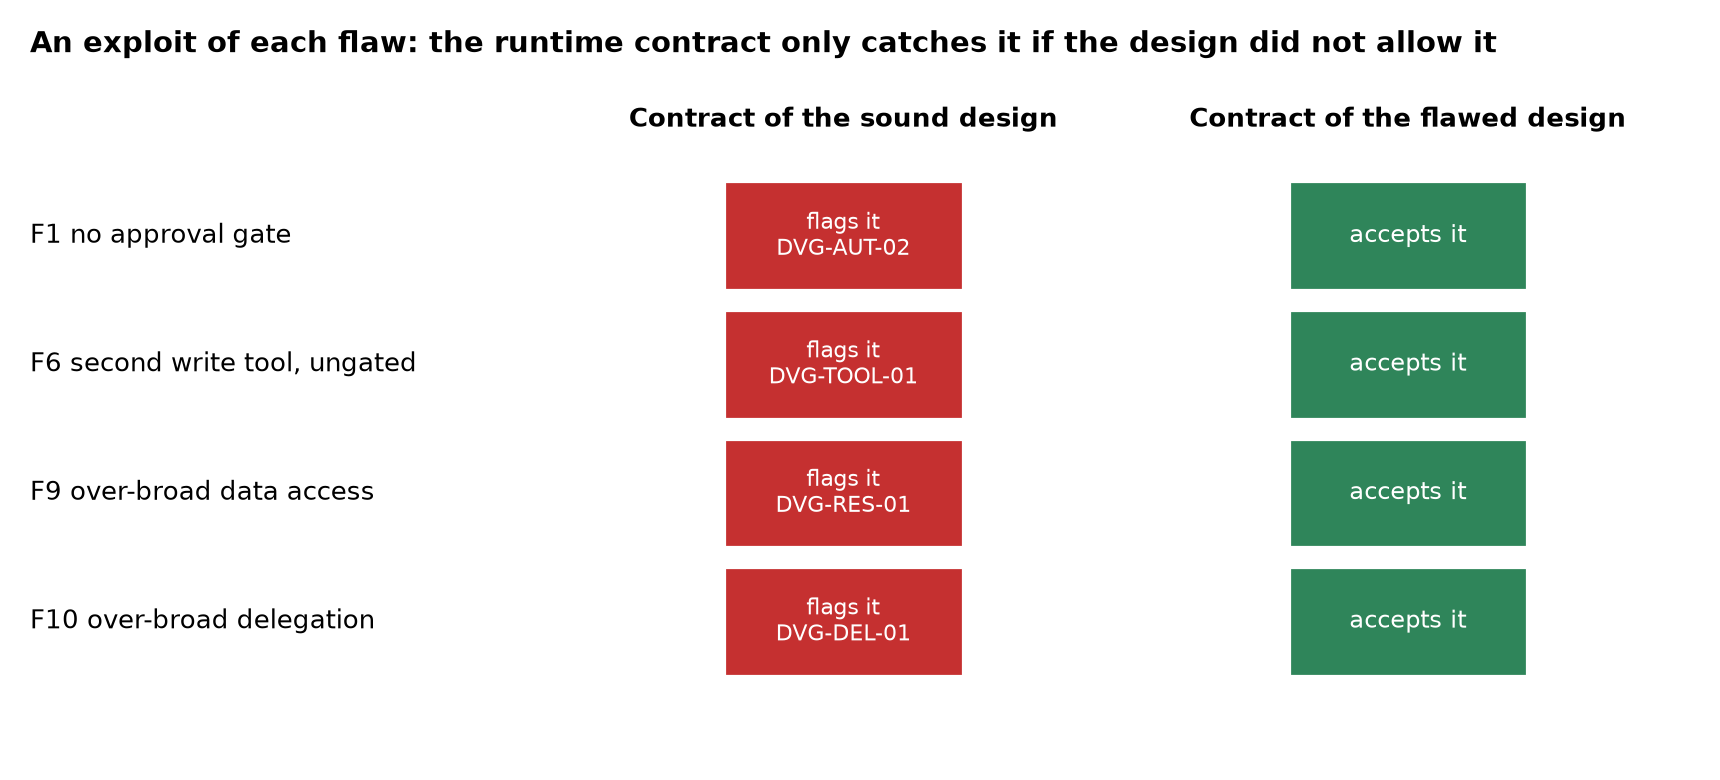 An exploit of each flaw: the runtime contract only catches it if the design did not allow it
Contract of the sound design
Contract of the flawed design
F1 no approval gate
flags it
DVG-AUT-02
accepts it
F6 second write tool, ungated
flags it
DVG-TOOL-01
accepts it
F9 over-broad data access
flags it
DVG-RES-01
accepts it
F10 over-broad delegation
flags it
DVG-DEL-01
accepts it